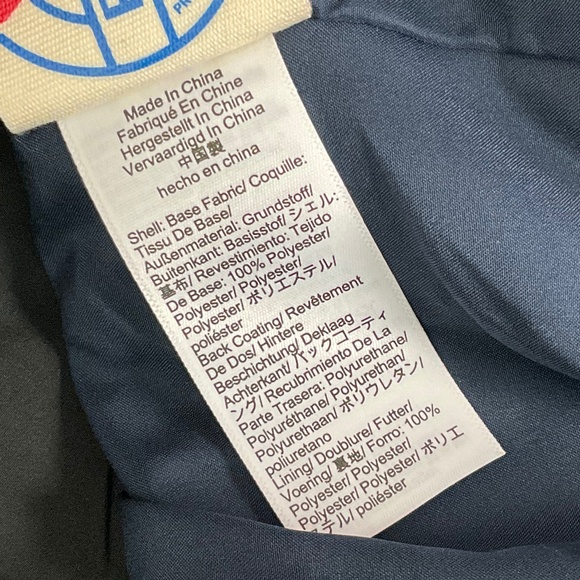 PR
Made In China
Fabriqué En Chine
Hergestellt In China
Vervaardigd In China
中国製
hecho en china
Shell: Base Fabric/ Coquille:
Tissu De Base/
Außenmaterial: Grundstoff/
Buitenkant: Basisstof/ シェル:
基布/ Revestimento: Tejido
De Base: 100% Polyester/
Polyester/ Polyester/
Polyester/ ポリエステル/
poliéster
Back Coating/ Revêtement
De Dos/ Hintere
Beschichtung/ Deklaag
Achterkant/ バックコーティ
ング/ Recubrimento De La
Parte Trasera: Polyurethane/
Polyuréthane/ Polyurethan/
Polyurethaan/ ポリウレタン/
poliuretano
Lining/ Doublure/ Futter/
Voering/ 裏地/ Forro: 100%
Polyester/ Polyester/
Polyester/ Polyester/ ポリエ
ステル/ poliéster